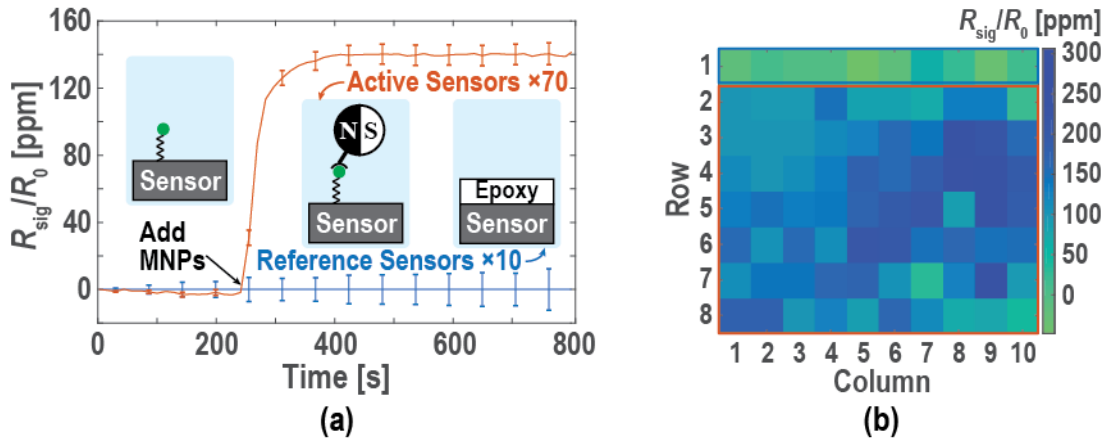 160
120
80
40
0
R_sig/R_0 [ppm]
Sensor
Add
MNPs
Active Sensors ×70
N S
Sensor
Epoxy
Sensor
Reference Sensors ×10
0 200 400 600 800
Time [s]
(a)
R_sig/R_0 [ppm]
300
250
200
150
100
50
0
Row
1
2
3
4
5
6
7
8
1 2 3 4 5 6 7 8 9 10
Column
(b)